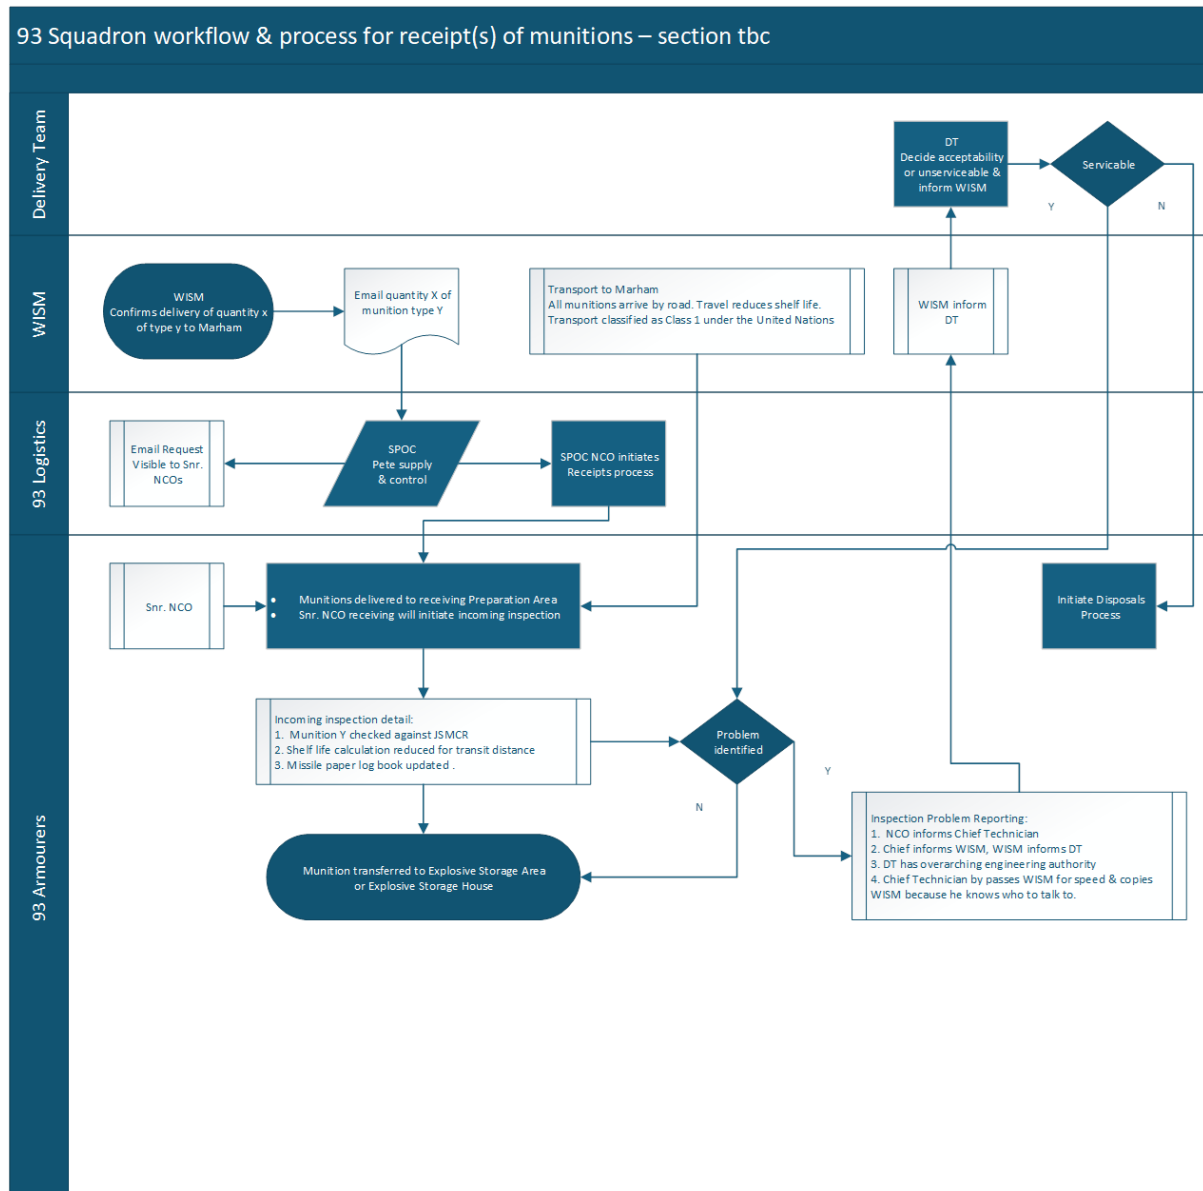 93 Squadron workflow & process for receipt(s) of munitions – section tbc
Delivery Team
DT
Decide acceptability
or unserviceable &
inform WISM
Servicable
Y
N
WISM
WISM
Confirms delivery of quantity x
of type y to Marham
Email quantity X of
munition type Y
Transport to Marham
All munitions arrive by road. Travel reduces shelf life.
Transport classified as Class 1 under the United Nations
WISM inform
DT
93 Logistics
Email Request
Visible to Snr.
NCOs
SPOC
Pete supply
& control
SPOC NCO initiates
Receipts process
93 Armourers
Snr. NCO
• Munitions delivered to receiving Preparation Area
• Snr. NCO receiving will initiate incoming inspection
Initiate Disposals
Process
Incoming inspection detail:
1. Munition Y checked against JSMCR
2. Shelf life calculation reduced for transit distance
3. Missile paper log book updated .
Problem
identified
Y
N
Inspection Problem Reporting:
1. NCO informs Chief Technician
2. Chief informs WISM, WISM informs DT
3. DT has overarching engineering authority
4. Chief Technician by passes WISM for speed & copies
WISM because he knows who to talk to.
Munition transferred to Explosive Storage Area
or Explosive Storage House